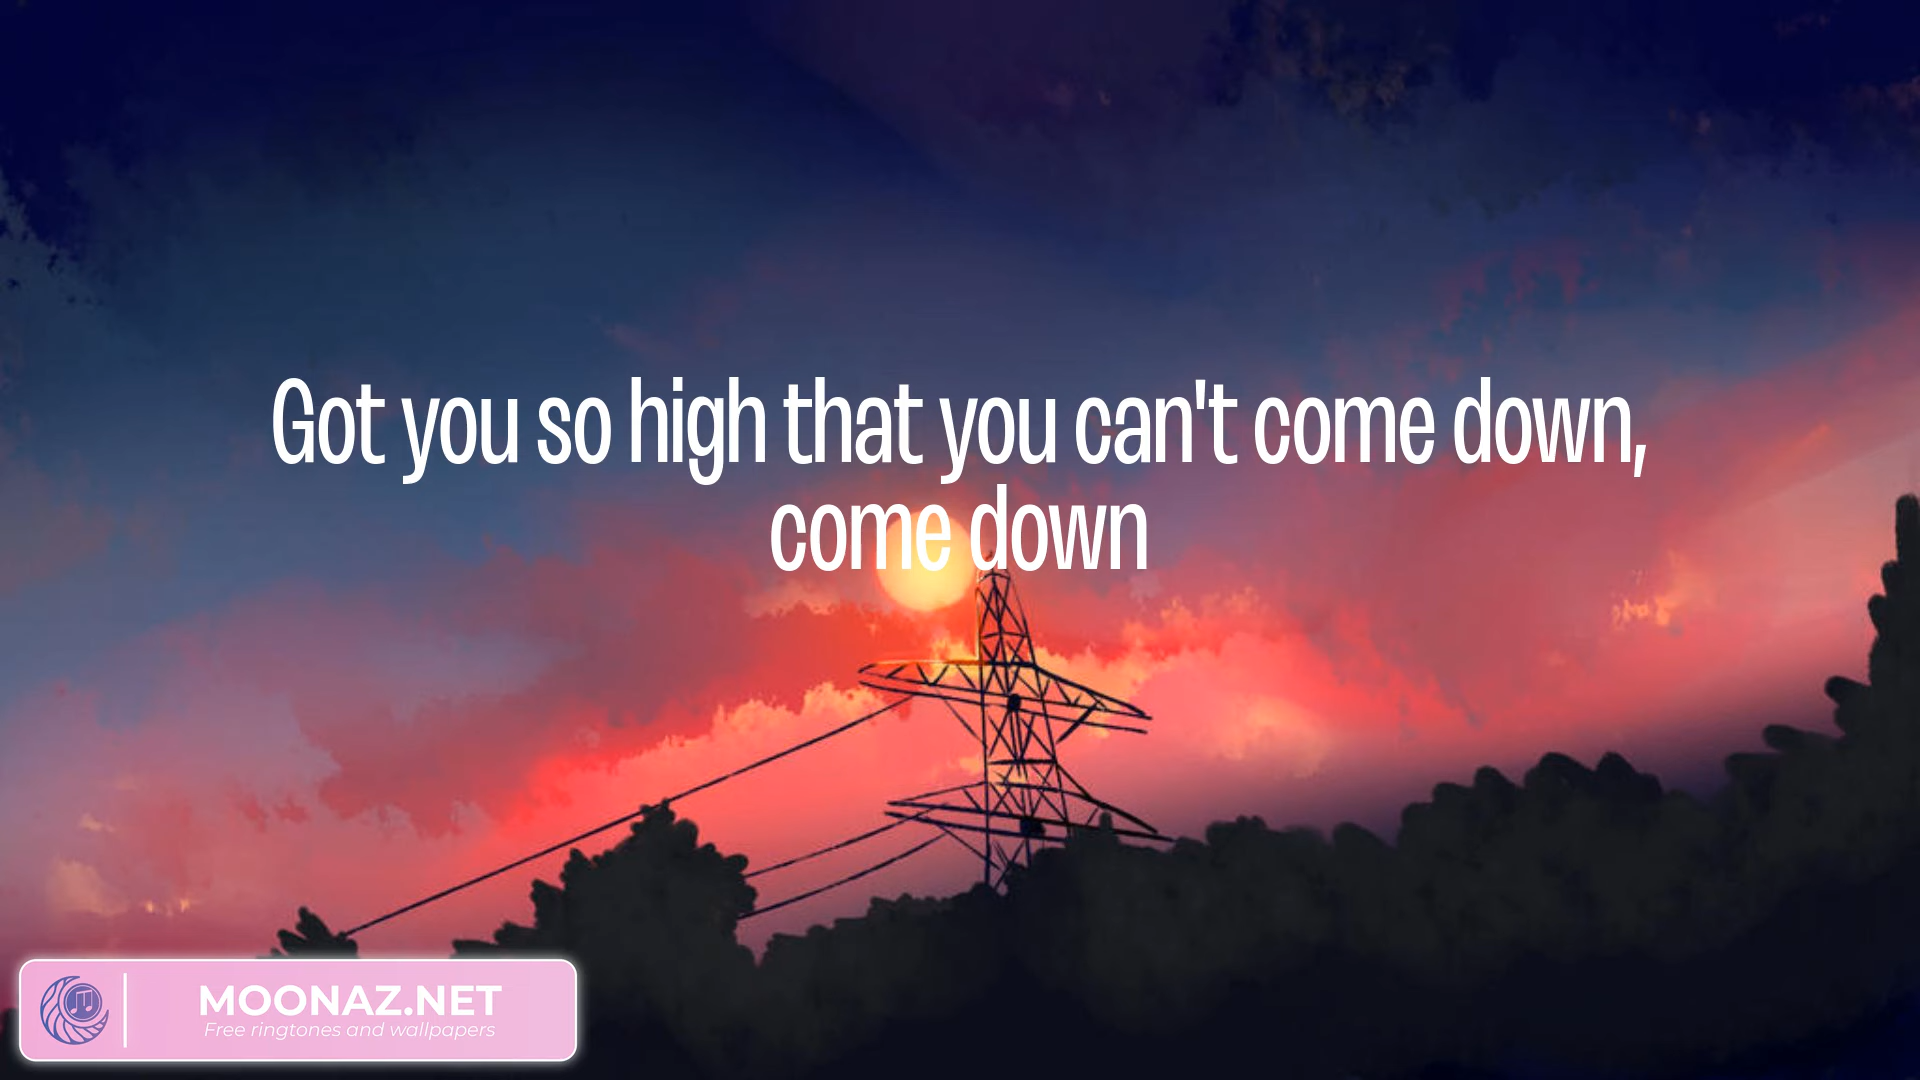 Got you so high that you can't come down,
come down
MOONAZ.NET
Free ringtones and wallpapers